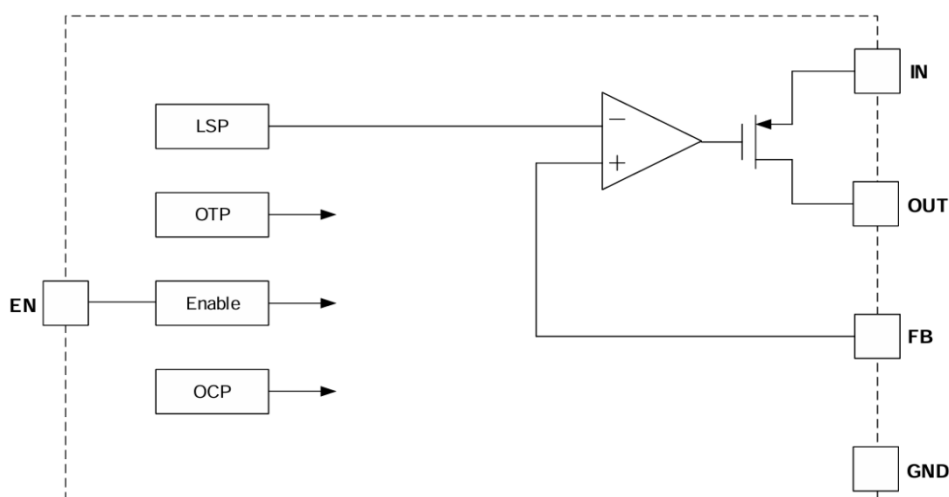 IN
LSP
−
+
OTP
OUT
EN
Enable
FB
OCP
GND